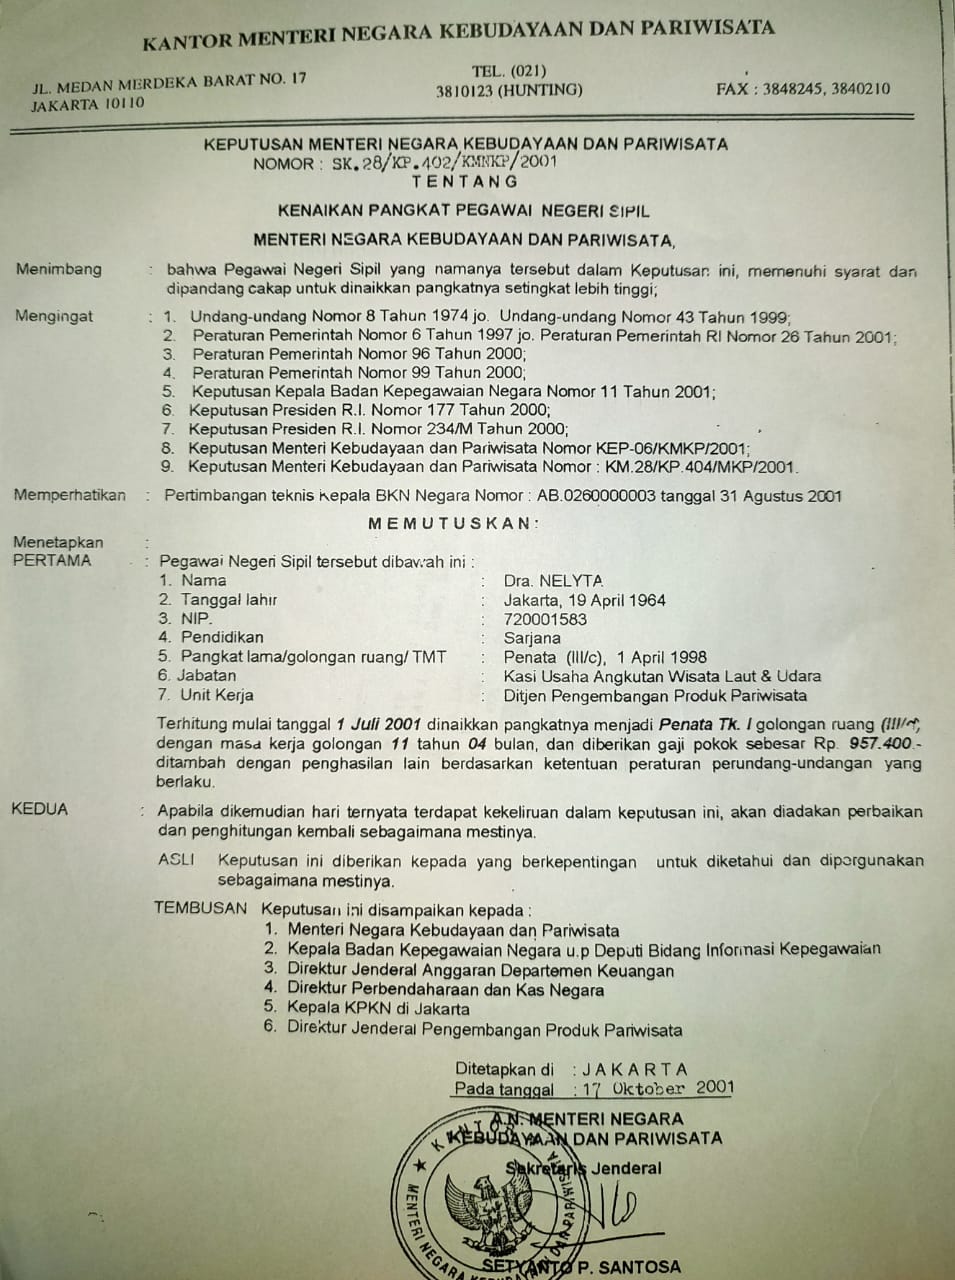 KANTOR MENTERI NEGARA KEBUDAYAAN DAN PARIWISATA
JL. MEDAN MERDEKA BARAT NO. 17
JAKARTA 10110
TEL. (021)
3810123 (HUNTING)
FAX : 3848245, 3840210
KEPUTUSAN MENTERI NEGARA KEBUDAYAAN DAN PARIWISATA
NOMOR : SK.28/KP.402/KMNKP/2001
T E N T A N G
KENAIKAN PANGKAT PEGAWAI NEGERI SIPIL
MENTERI NEGARA KEBUDAYAAN DAN PARIWISATA,
Menimbang : bahwa Pegawai Negeri Sipil yang namanya tersebut dalam Keputusan ini, memenuhi syarat dan
dipandang cakap untuk dinaikkan pangkatnya setingkat lebih tinggi;
Mengingat : 1. Undang-undang Nomor 8 Tahun 1974 jo. Undang-undang Nomor 43 Tahun 1999;
2. Peraturan Pemerintah Nomor 6 Tahun 1997 jo. Peraturan Pemerintah RI Nomor 26 Tahun 2001;
3. Peraturan Pemerintah Nomor 96 Tahun 2000;
4. Peraturan Pemerintah Nomor 99 Tahun 2000;
5. Keputusan Kepala Badan Kepegawaian Negara Nomor 11 Tahun 2001;
6. Keputusan Presiden R.I. Nomor 177 Tahun 2000;
7. Keputusan Presiden R.I. Nomor 234/M Tahun 2000;
8. Keputusan Menteri Kebudayaan dan Pariwisata Nomor KEP-06/KMKP/2001;
9. Keputusan Menteri Kebudayaan dan Pariwisata Nomor : KM.28/KP.404/MKP/2001.
Memperhatikan : Pertimbangan teknis Kepala BKN Negara Nomor : AB.0260000003 tanggal 31 Agustus 2001
M E M U T U S K A N :
Menetapkan :
PERTAMA : Pegawai Negeri Sipil tersebut dibawah ini :
1. Nama : Dra. NELYTA
2. Tanggal lahir : Jakarta, 19 April 1964
3. NIP. : 720001583
4. Pendidikan : Sarjana
5. Pangkat lama/golongan ruang/ TMT : Penata (III/c), 1 April 1998
6. Jabatan : Kasi Usaha Angkutan Wisata Laut & Udara
7. Unit Kerja : Ditjen Pengembangan Produk Pariwisata
Terhitung mulai tanggal 1 Juli 2001 dinaikkan pangkatnya menjadi Penata Tk. I golongan ruang
dengan masa kerja golongan 11 tahun 04 bulan, dan diberikan gaji pokok sebesar Rp. 957.400.-
ditambah dengan penghasilan lain berdasarkan ketentuan peraturan perundang-undangan yang
berlaku.
KEDUA : Apabila dikemudian hari ternyata terdapat kekeliruan dalam keputusan ini, akan diadakan perbaikan
dan penghitungan kembali sebagaimana mestinya.
ASLI Keputusan ini diberikan kepada yang berkepentingan untuk diketahui dan dipergunakan
sebagaimana mestinya.
TEMBUSAN Keputusan ini disampaikan kepada :
1. Menteri Negara Kebudayaan dan Pariwisata
2. Kepala Badan Kepegawaian Negara u.p Deputi Bidang Informasi Kepegawaian
3. Direktur Jenderal Anggaran Departemen Keuangan
4. Direktur Perbendaharaan dan Kas Negara
5. Kepala KPKN di Jakarta
6. Direktur Jenderal Pengembangan Produk Pariwisata
Ditetapkan di : J A K A R T A
Pada tanggal : 17 Oktober 2001
A.N. MENTERI NEGARA
KEBUDAYAAN DAN PARIWISATA
Sekretaris Jenderal
KANTOR
MENTERI NEGARA KEBUDAYAAN DAN PARIWISATA
SETYANTO P. SANTOSA